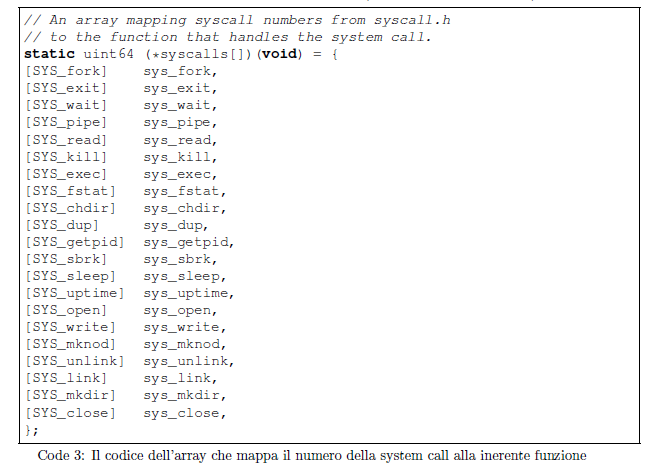 // An array mapping syscall numbers from syscall.h
// to the function that handles the system call.
static uint64 (*syscalls[])(void) = {
[SYS_fork]    sys_fork,
[SYS_exit]    sys_exit,
[SYS_wait]    sys_wait,
[SYS_pipe]    sys_pipe,
[SYS_read]    sys_read,
[SYS_kill]    sys_kill,
[SYS_exec]    sys_exec,
[SYS_fstat]   sys_fstat,
[SYS_chdir]   sys_chdir,
[SYS_dup]     sys_dup,
[SYS_getpid]  sys_getpid,
[SYS_sbrk]    sys_sbrk,
[SYS_sleep]   sys_sleep,
[SYS_uptime]  sys_uptime,
[SYS_open]    sys_open,
[SYS_write]   sys_write,
[SYS_mknod]   sys_mknod,
[SYS_unlink]  sys_unlink,
[SYS_link]    sys_link,
[SYS_mkdir]   sys_mkdir,
[SYS_close]   sys_close,
};
Code 3: Il codice dell'array che mappa il numero della system call alla inerente funzione